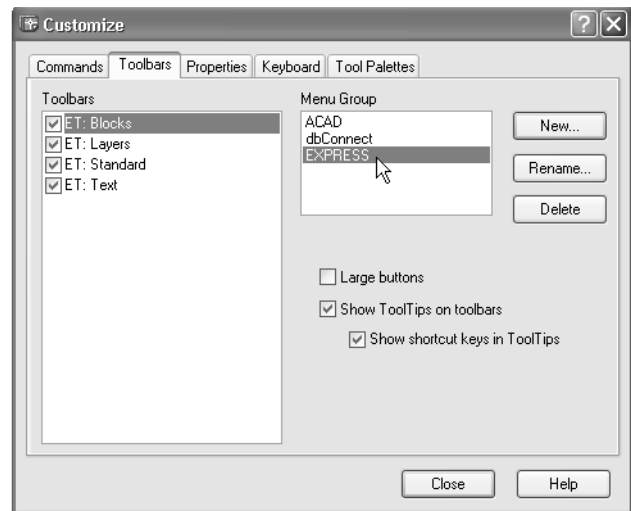 Customize
Commands Toolbars Properties Keyboard Tool Palettes
Toolbars
ET: Blocks
ET: Layers
ET: Standard
ET: Text
Menu Group
ACAD
dbConnect
EXPRESS
New...
Rename...
Delete
Large buttons
Show ToolTips on toolbars
Show shortcut keys in ToolTips
Close
Help